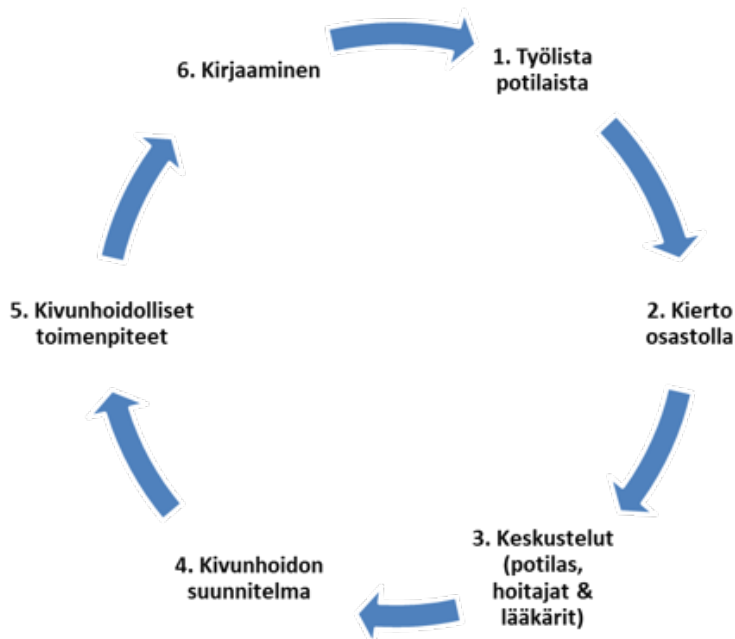 1. Työlista
potilaista
2. Kierto
osastolla
3. Keskustelut
(potilas,
hoitajat &
lääkärit)
4. Kivunhoidon
suunnitelma
5. Kivunhoidolliset
toimenpiteet
6. Kirjaaminen